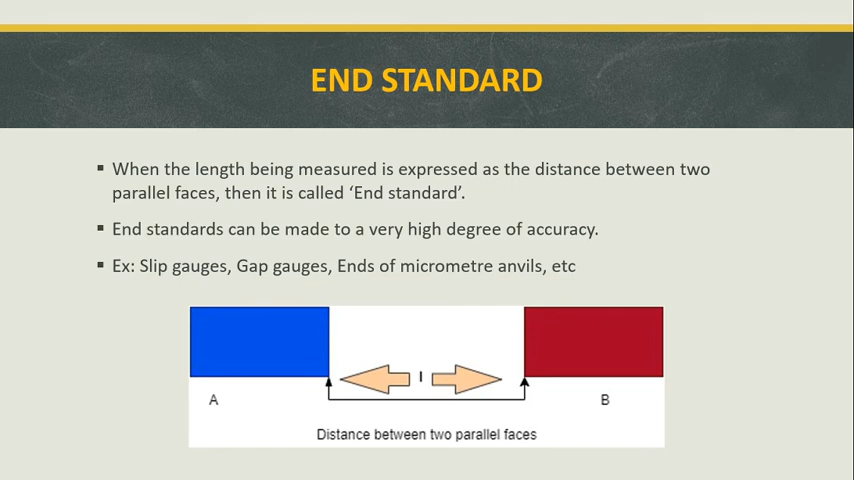 END STANDARD
▪ When the length being measured is expressed as the distance between two
parallel faces, then it is called ‘End standard’.
▪ End standards can be made to a very high degree of accuracy.
▪ Ex: Slip gauges, Gap gauges, Ends of micrometre anvils, etc
l
A B
Distance between two parallel faces